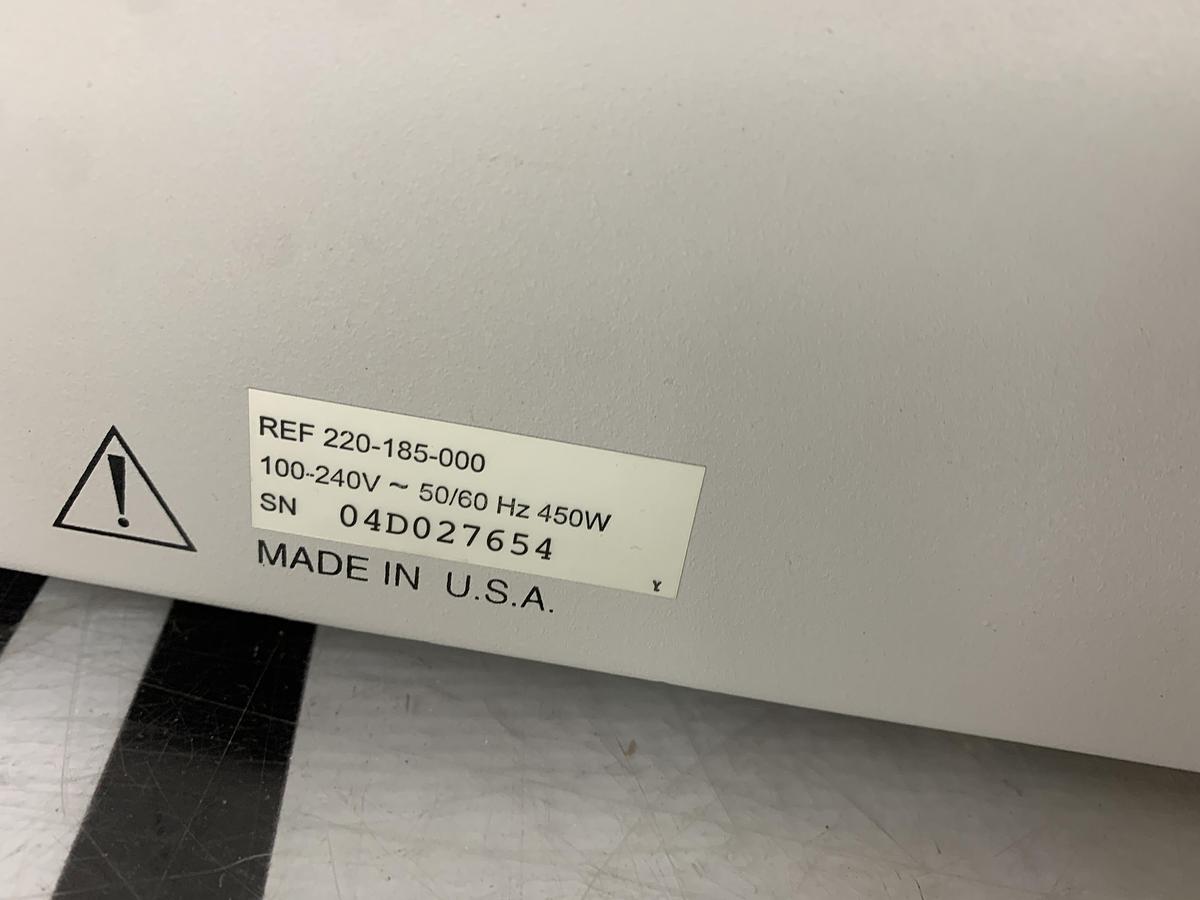 REF 220-185-000
100-240V ~ 50/60 Hz 450W
SN 04D027654
MADE IN U.S.A.